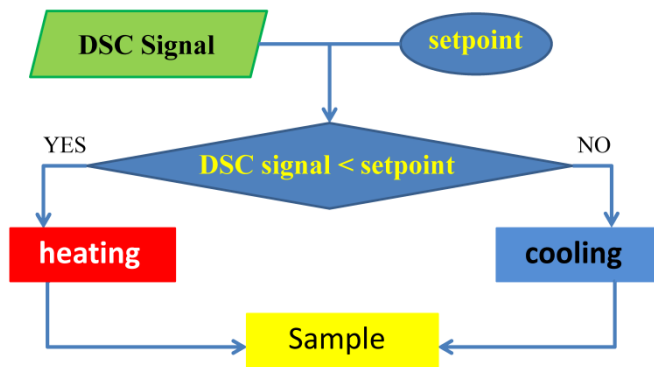 DSC Signal
setpoint
YES
NO
DSC signal < setpoint
heating
cooling
Sample